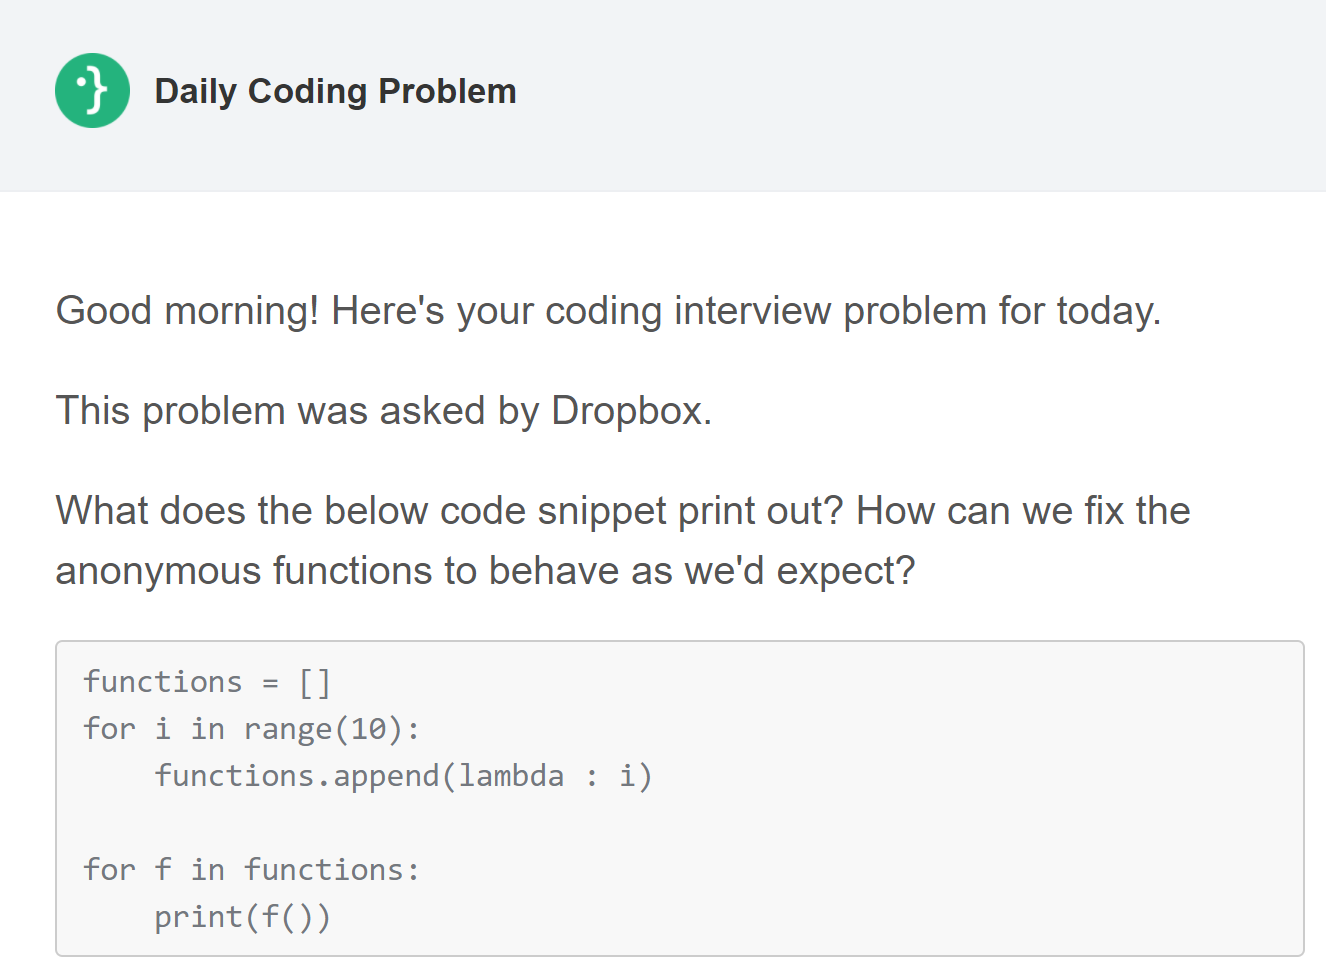 Daily Coding Problem
Good morning! Here's your coding interview problem for today.
This problem was asked by Dropbox.
What does the below code snippet print out? How can we fix the
anonymous functions to behave as we'd expect?
functions = []
for i in range(10):
    functions.append(lambda : i)
for f in functions:
    print(f())